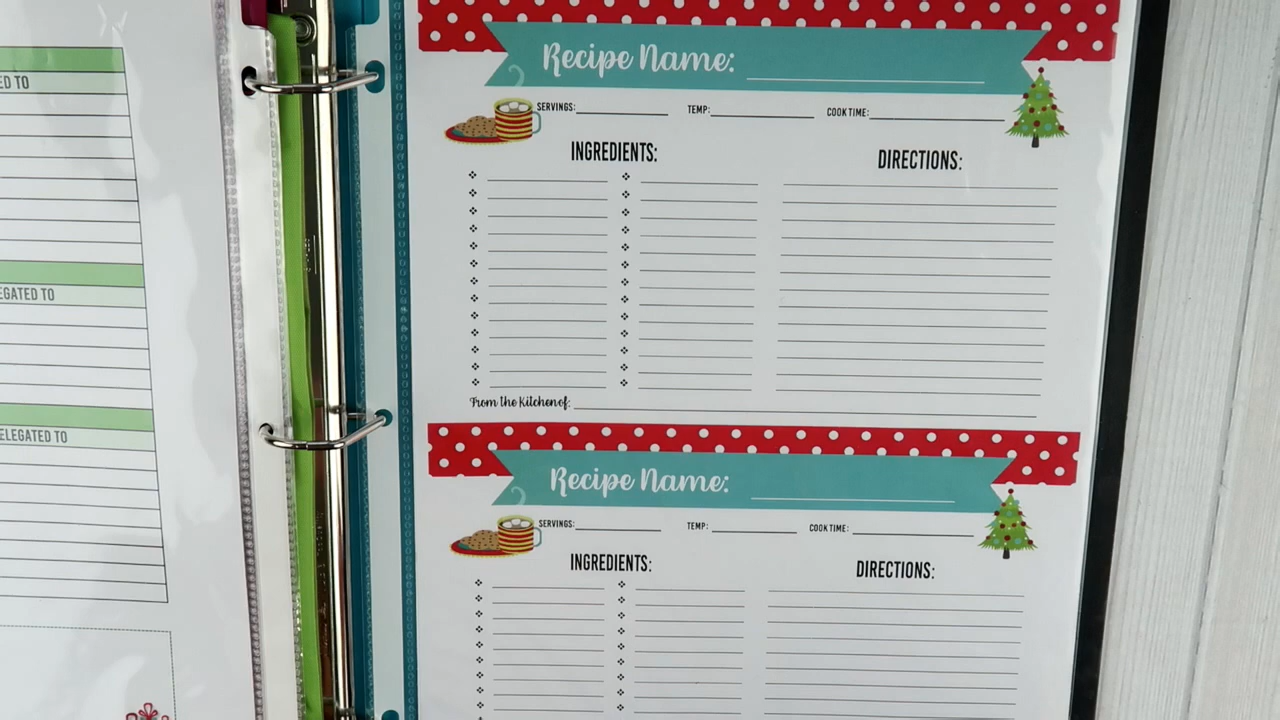 ED TO
EGATED TO
ELEGATED TO
Recipe Name:
SERVINGS: TEMP: COOK TIME:
INGREDIENTS: DIRECTIONS:
From the Kitchen of:
Recipe Name:
SERVINGS: TEMP: COOK TIME:
INGREDIENTS: DIRECTIONS: